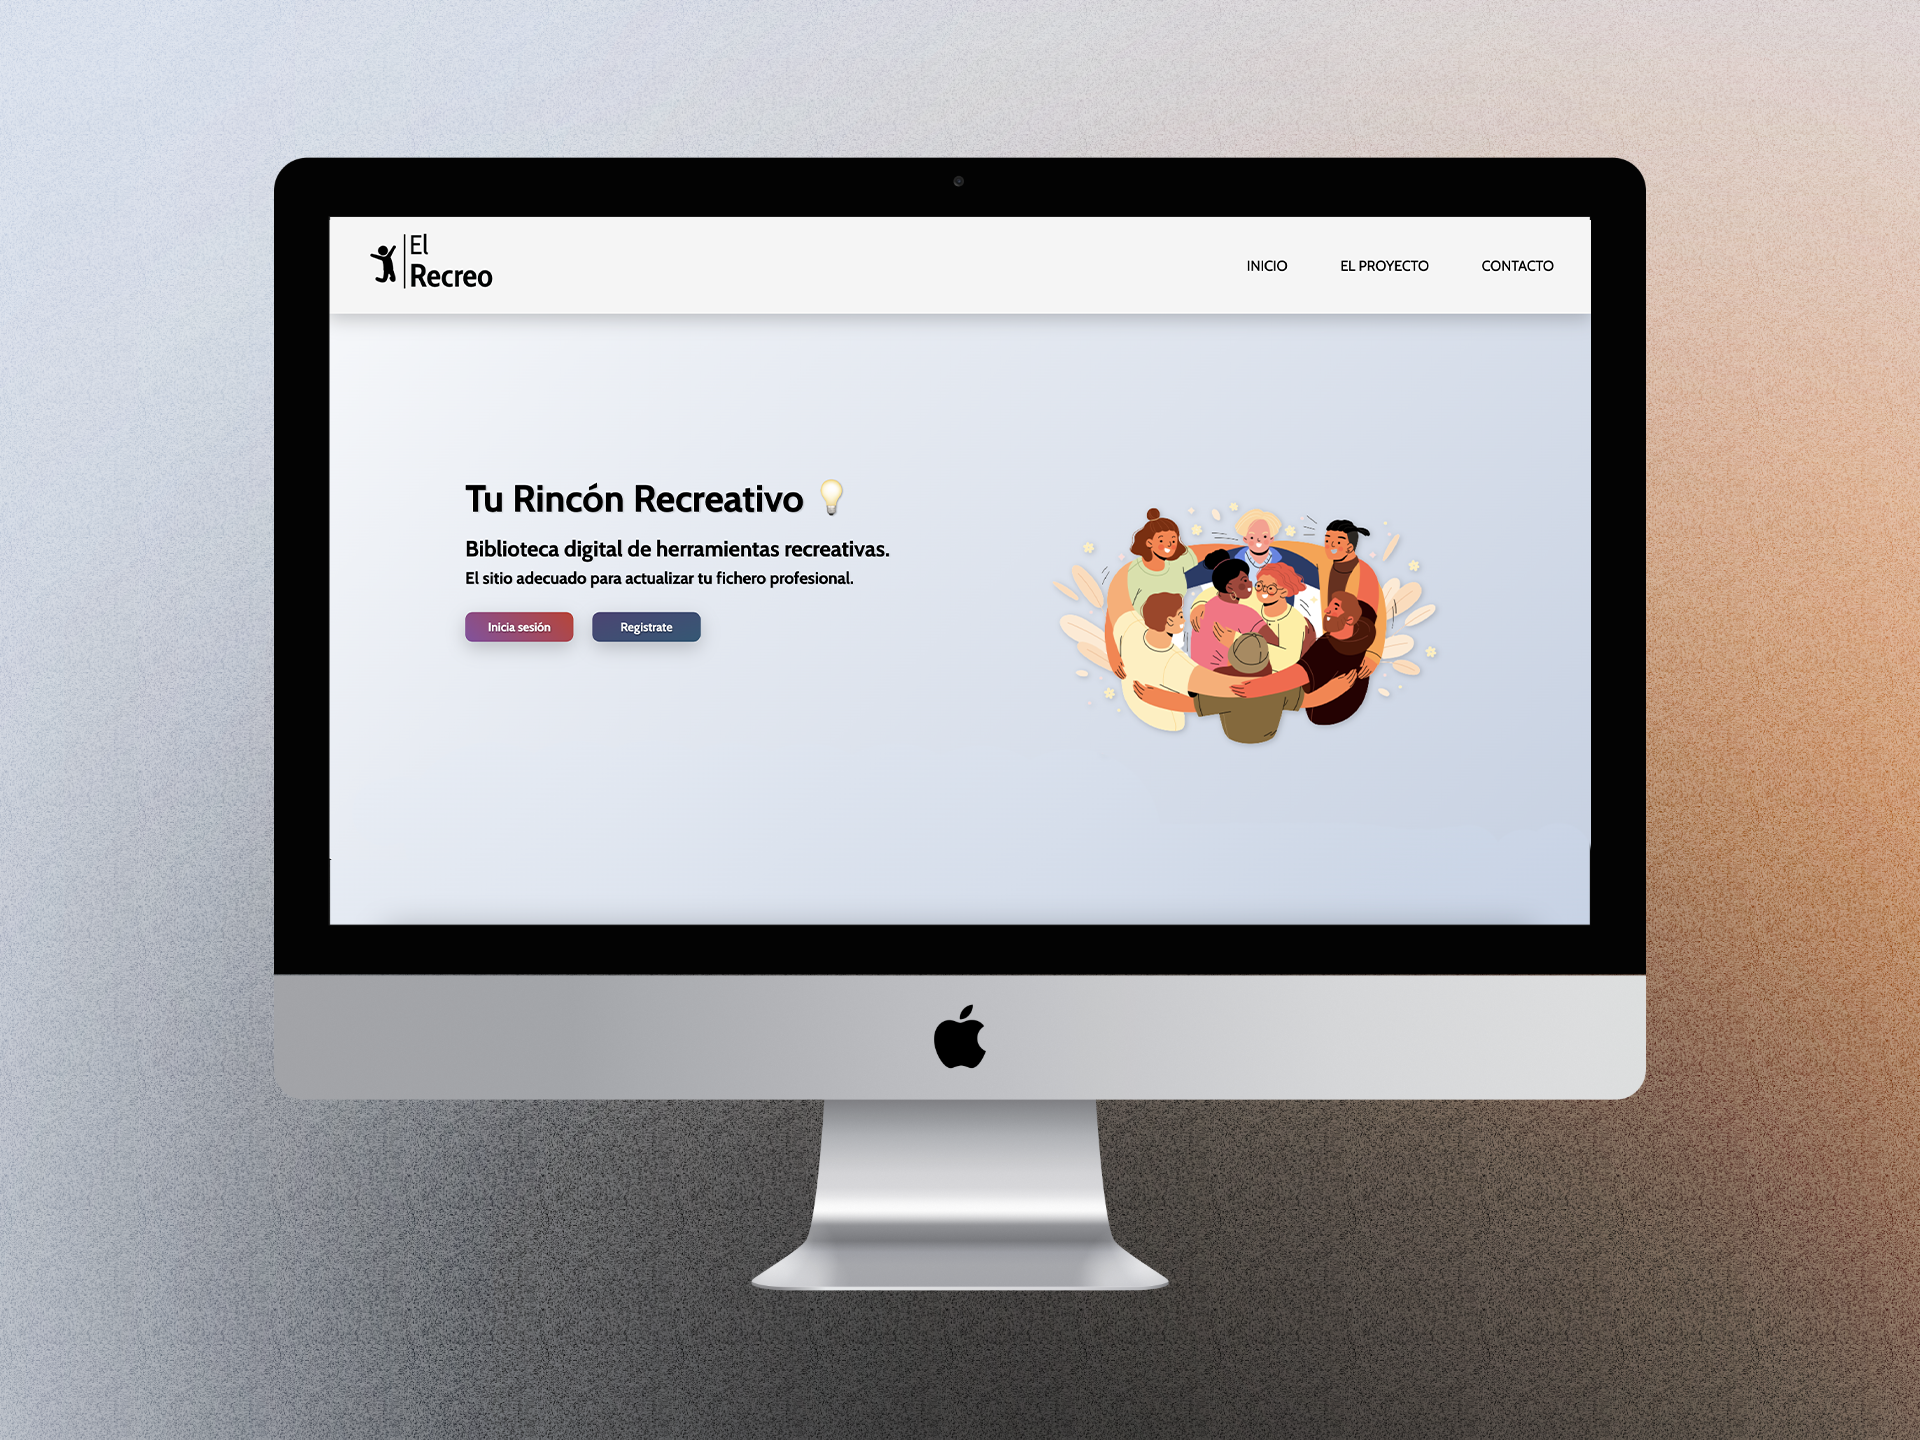 El
Recreo
INICIO
EL PROYECTO
CONTACTO
Tu Rincón Recreativo
Biblioteca digital de herramientas recreativas.
El sitio adecuado para actualizar tu fichero profesional.
Inicia sesión
Registrate